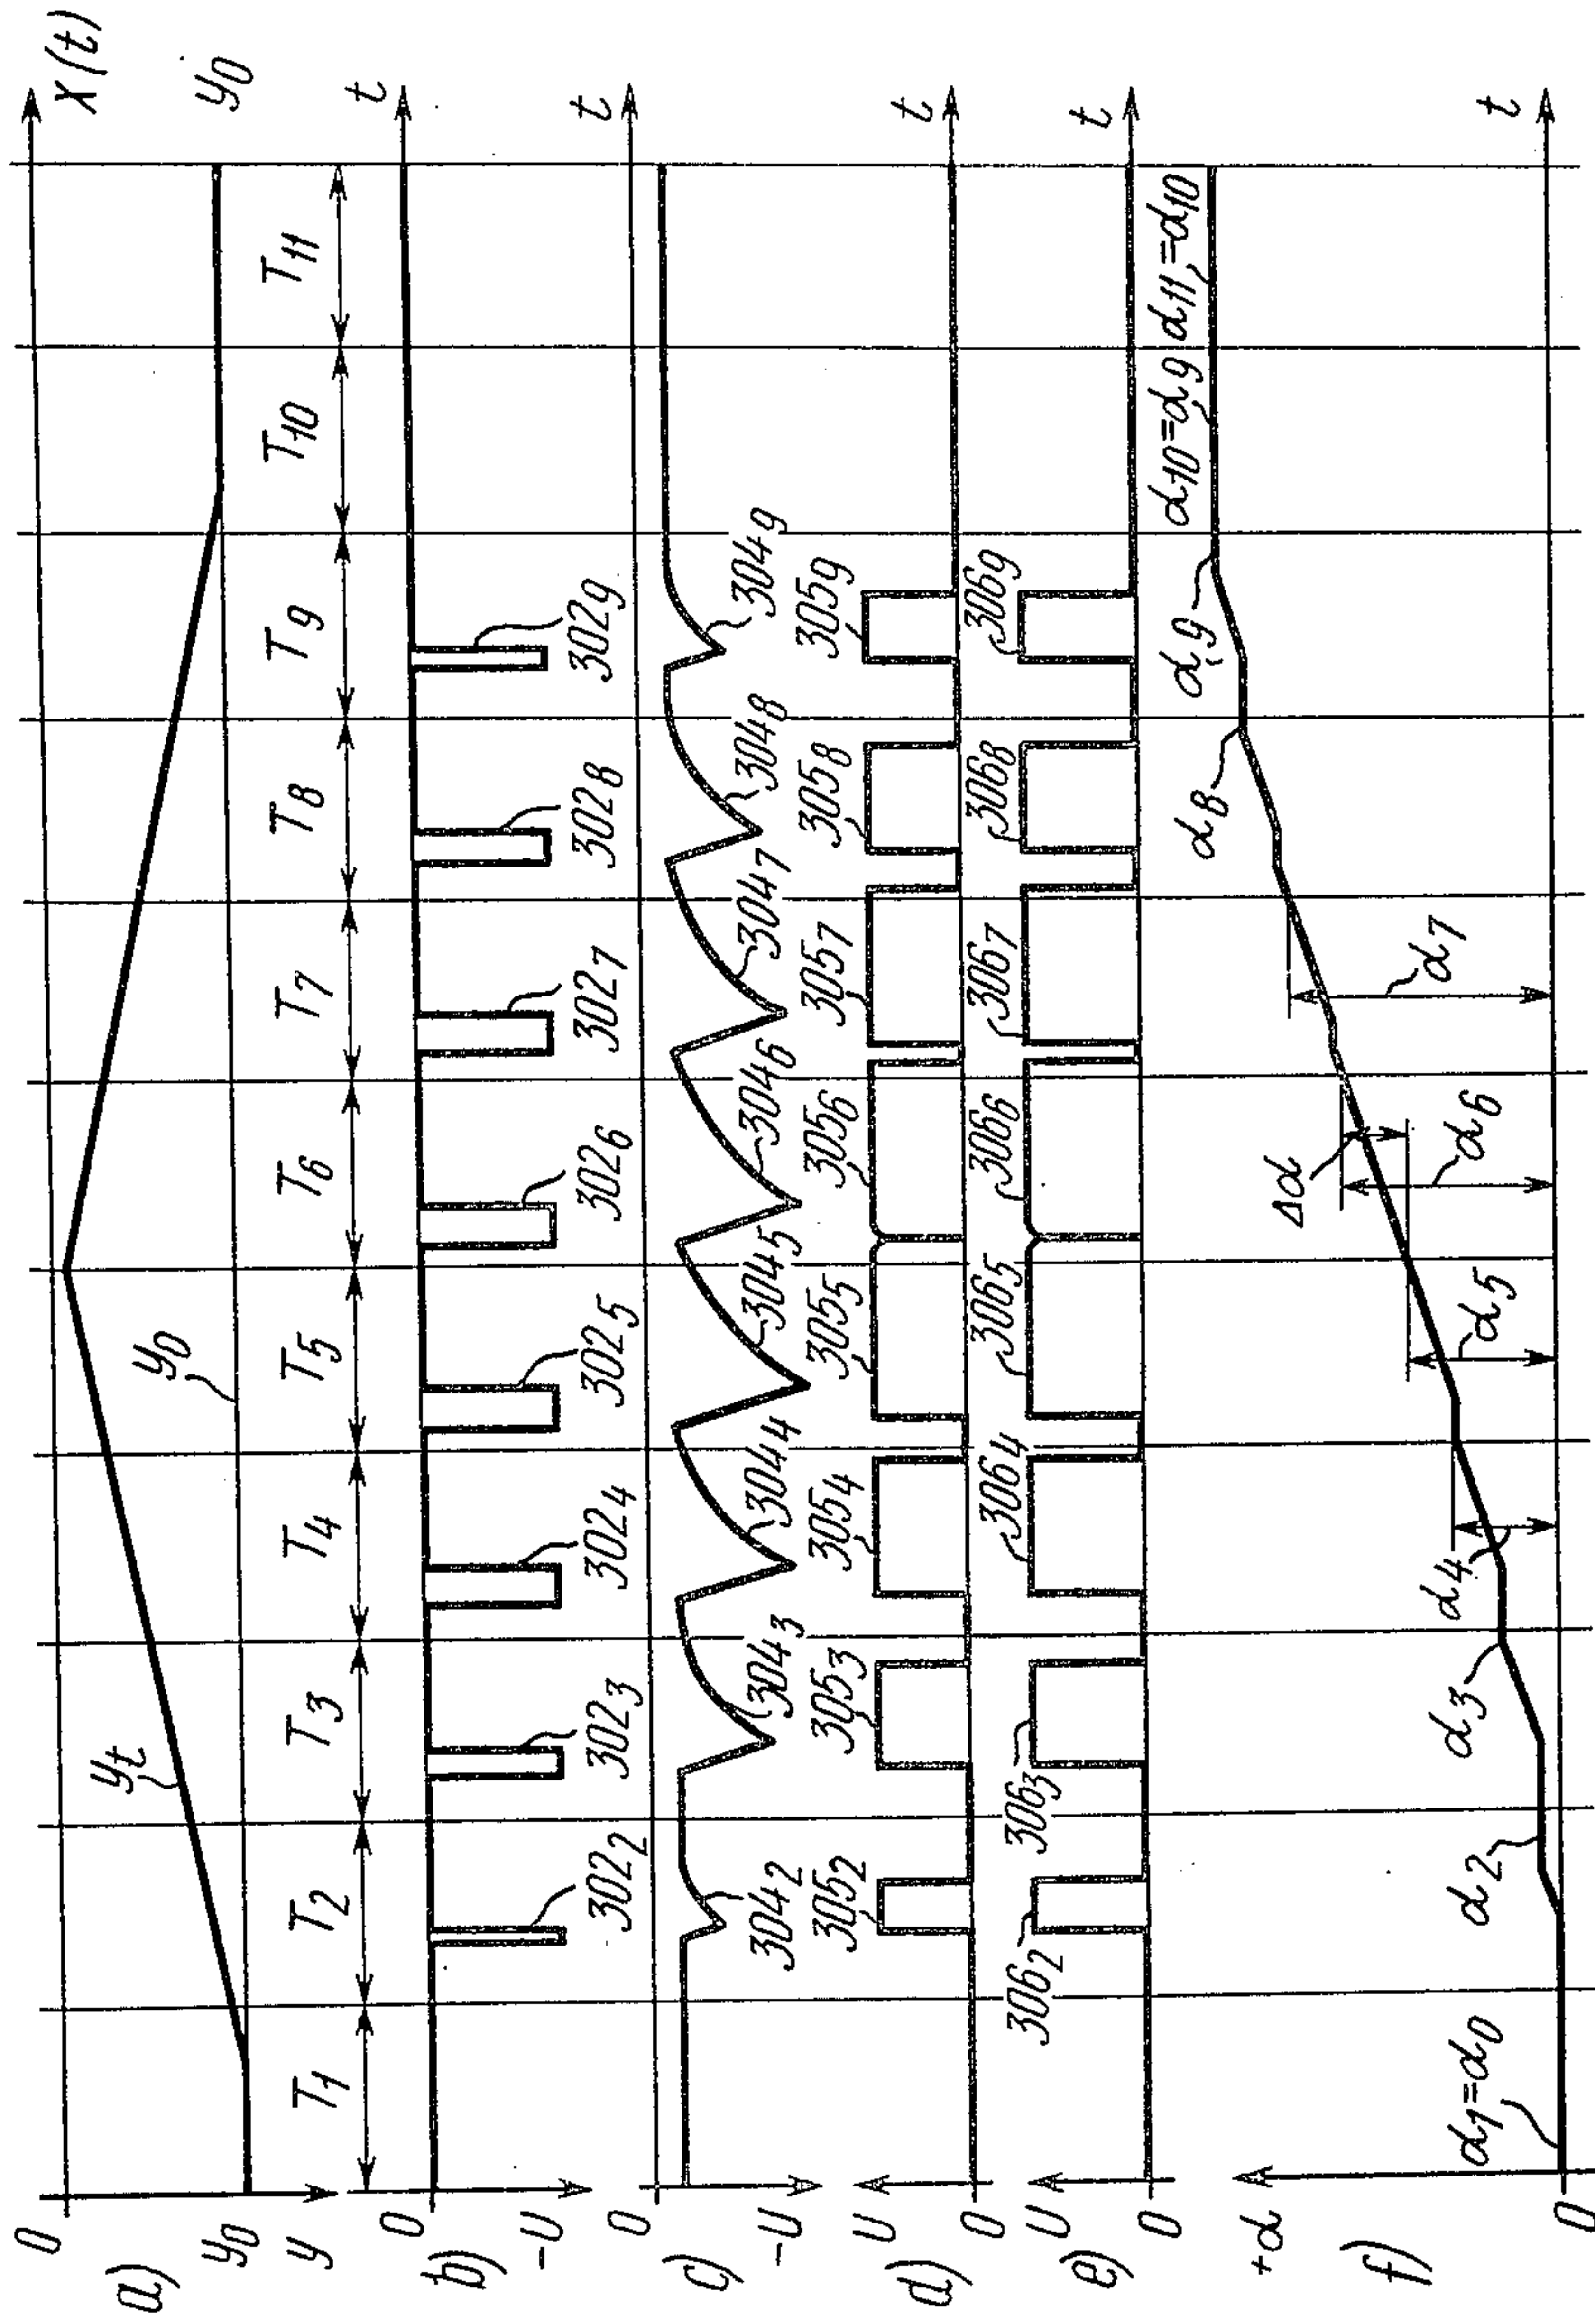 0
X(t)
a)
y₀
y
yₜ
y₀
y₀
T₁ T₂ T₃ T₄ T₅ T₆ T₇ T₈ T₉ T₁₀ T₁₁
0
t
b)
-U
302₂ 302₃ 302₄ 302₅ 302₆ 302₇ 302₈ 302₉
0
t
c)
-U
304₂ 304₃ 304₄ 304₅ 304₆ 304₇ 304₈ 304₉
U
305₂ 305₃ 305₄ 305₅ 305₆ 305₇ 305₈ 305₉
d)
0
t
U
306₂ 306₃ 306₄ 306₅ 306₆ 306₇ 306₈ 306₉
e)
0
t
+α
f)
α₁=α₀ α₂ α₃ α₄ α₅ Δα α₆ α₇ α₈ α₉ α₁₀=α₉ α₁₁=α₁₀
0
t